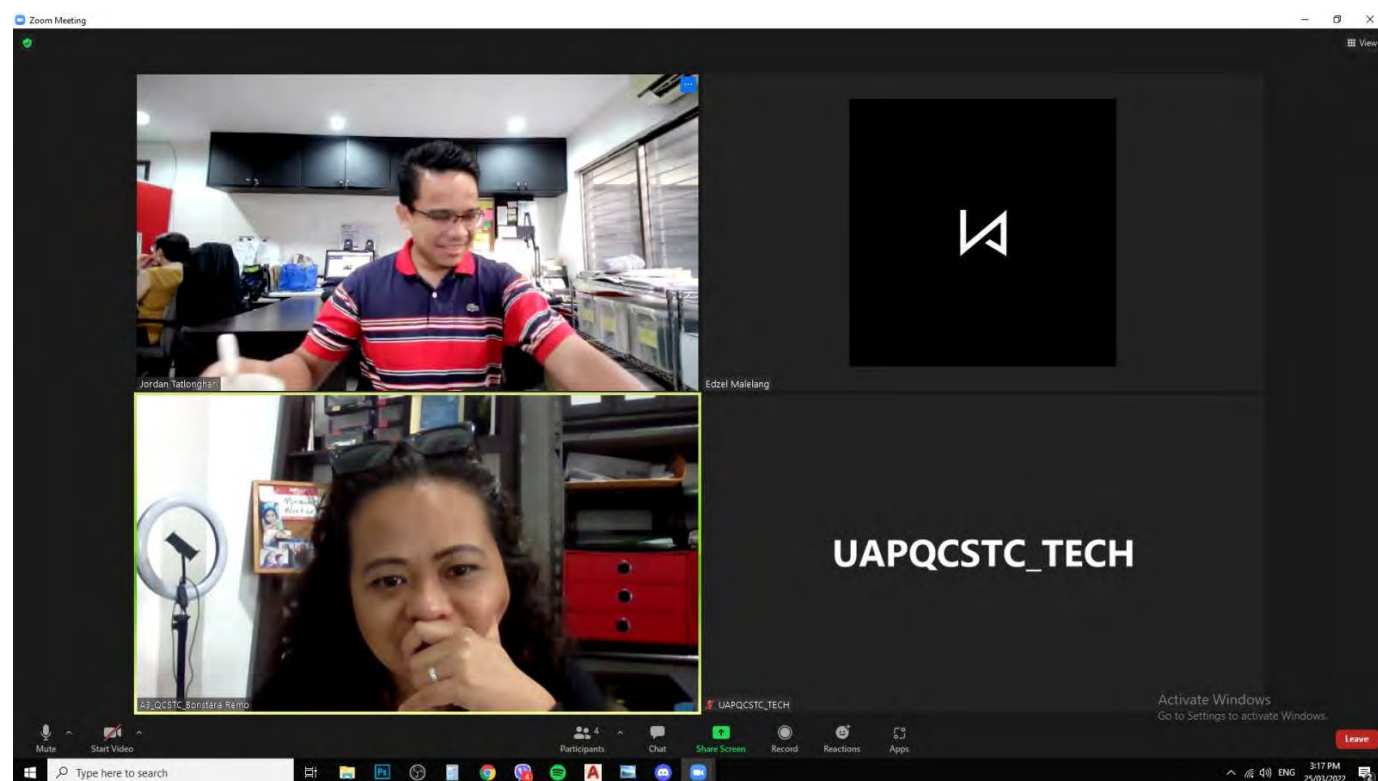 Zoom Meeting
View
Jordan Tatlonghari
Edzel Malelang
UAPQCSTC_TECH
A3_QCSTC_Bonstara Remo
UAPQCSTC_TECH
Activate Windows
Go to Settings to activate Windows.
Mute
Start Video
4
Participants
Chat
Share Screen
Record
Reactions
Apps
Leave
Type here to search
ENG
3:17 PM
25/03/2022